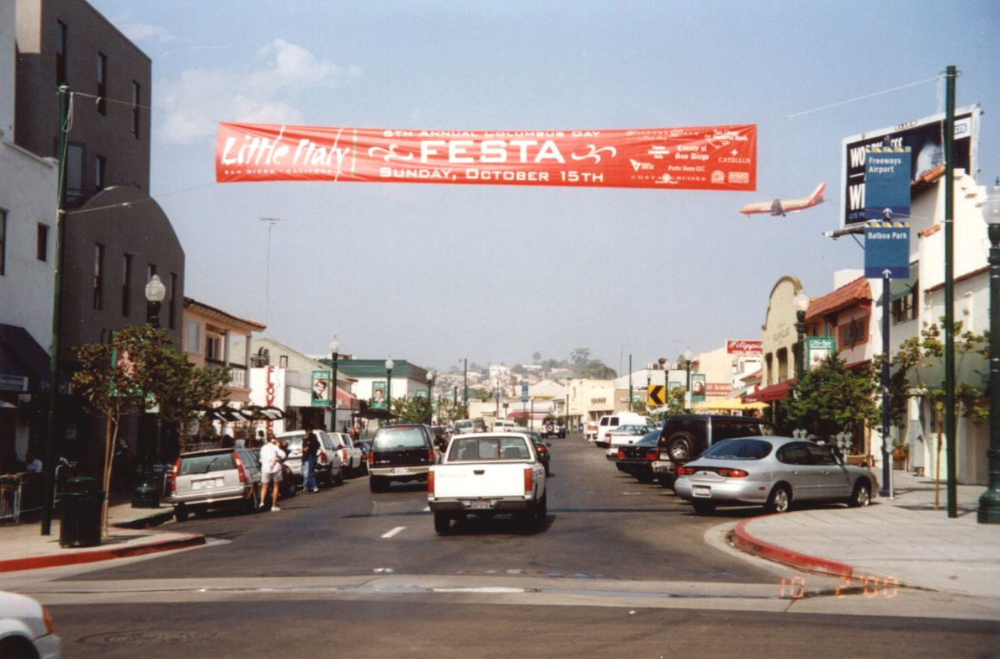 Little Italy
SAN DIEGO · CALIFORNIA
6TH ANNUAL COLUMBUS DAY
FESTA
SUNDAY, OCTOBER 15TH
County of
San Diego
CATELLUS
Porto Siena LLC
COSTA CRUISES
Freeways
Airport
Balboa Park
Filippi's
10 2'00